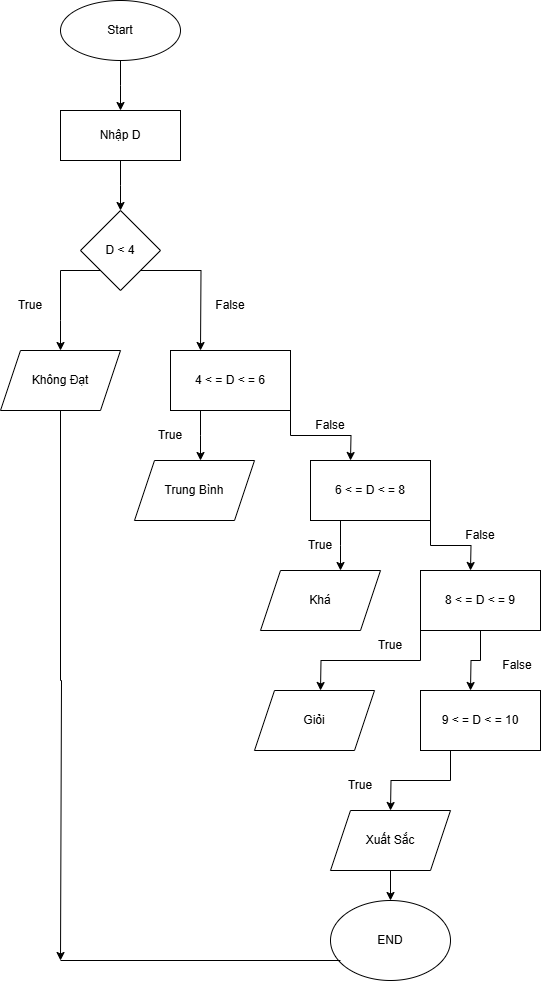 Start
Nhập D
D < 4
True
False
Không Đạt
4 < = D < = 6
True
False
Trung Bình
6 < = D < = 8
True
False
Khá
8 < = D < = 9
True
False
Giỏi
9 < = D < = 10
True
Xuất Sắc
END